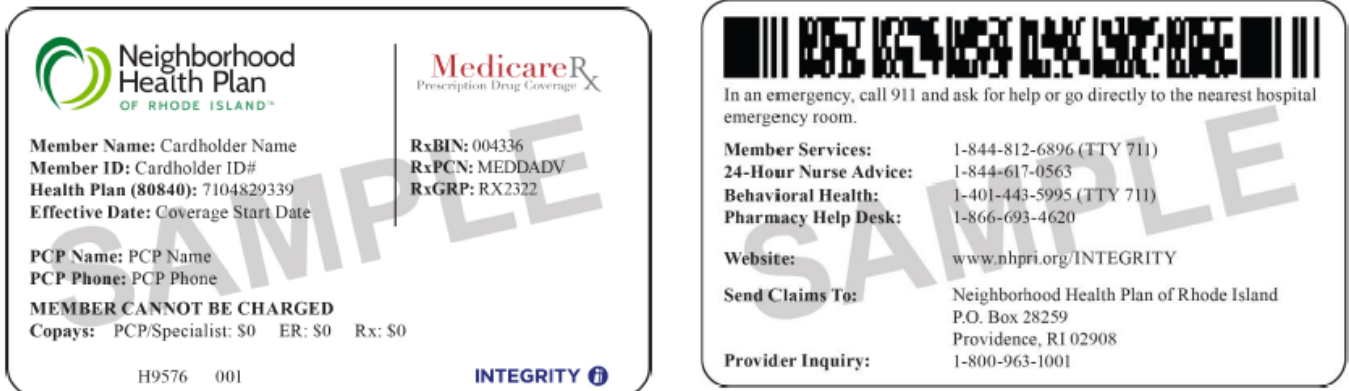 Neighborhood
Health Plan
OF RHODE ISLAND™
MedicareRx
Prescription Drug Coverage
Member Name: Cardholder Name
Member ID: Cardholder ID#
Health Plan (80840): 7104829339
Effective Date: Coverage Start Date
RxBIN: 004336
RxPCN: MEDDADV
RxGRP: RX2322
PCP Name: PCP Name
PCP Phone: PCP Phone
MEMBER CANNOT BE CHARGED
Copays: PCP/Specialist: $0 ER: $0 Rx: $0
H9576 001
INTEGRITY
SAMPLE
In an emergency, call 911 and ask for help or go directly to the nearest hospital
emergency room.
Member Services: 1-844-812-6896 (TTY 711)
24-Hour Nurse Advice: 1-844-617-0563
Behavioral Health: 1-401-443-5995 (TTY 711)
Pharmacy Help Desk: 1-866-693-4620
Website: www.nhpri.org/INTEGRITY
Send Claims To: Neighborhood Health Plan of Rhode Island
P.O. Box 28259
Providence, RI 02908
Provider Inquiry: 1-800-963-1001
SAMPLE